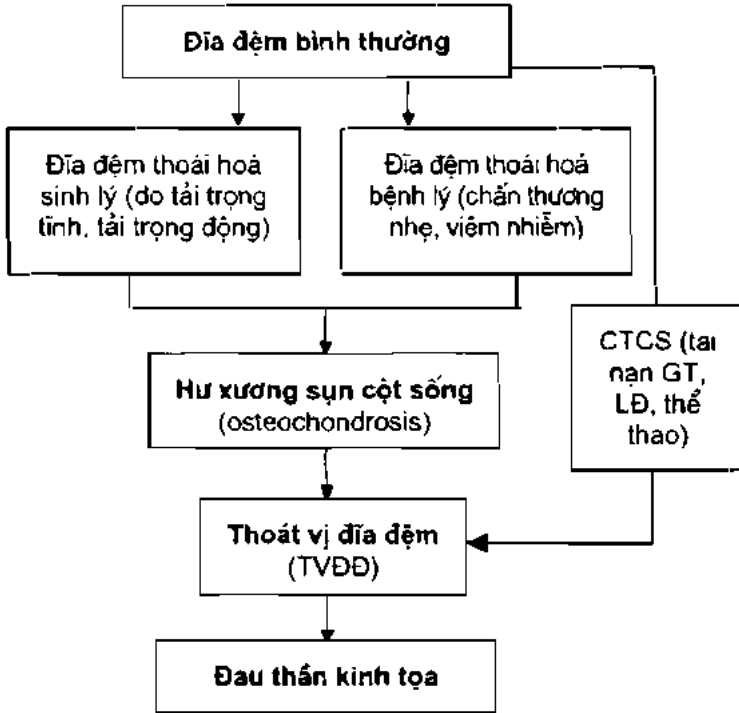 Đĩa đệm bình thường
Đĩa đệm thoái hoá
sinh lý (do tải trọng
tĩnh, tải trọng động)
Đĩa đệm thoái hoá
bệnh lý (chấn thương
nhẹ, viêm nhiễm)
CTCS (tai
nạn GT,
LĐ, thể
thao)
Hư xương sụn cột sống
(osteochondrosis)
Thoát vị đĩa đệm
(TVĐĐ)
Đau thần kinh tọa